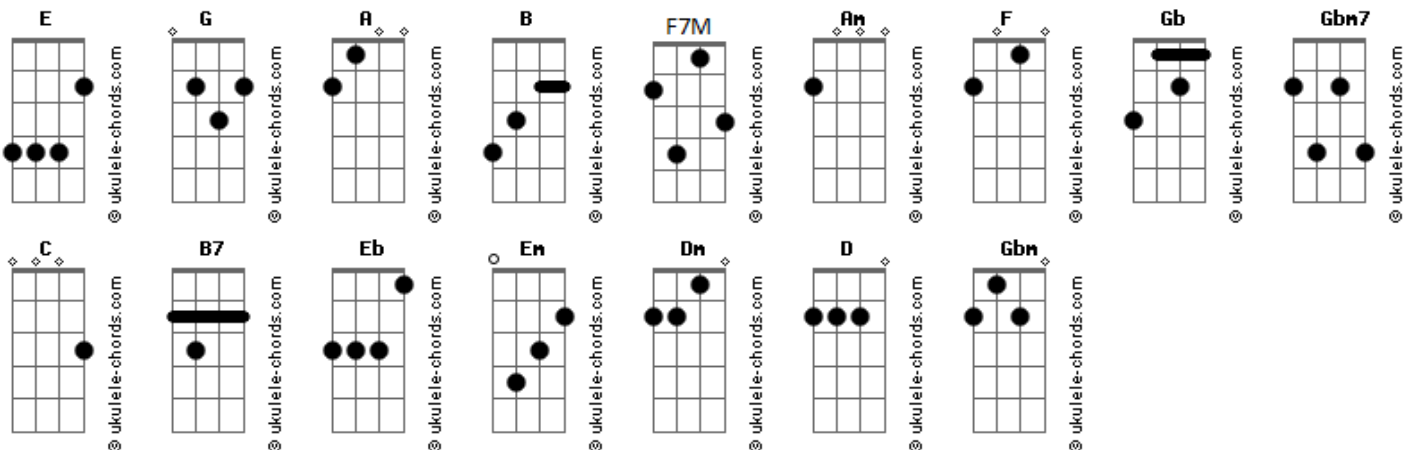 E G A B F7M Am F Gb Gbm7
© ukulele-chords.com © ukulele-chords.com © ukulele-chords.com © ukulele-chords.com © ukulele-chords.com © ukulele-chords.com © ukulele-chords.com © ukulele-chords.com © ukulele-chords.com
C B7 Eb Em Dm D Gbm
© ukulele-chords.com © ukulele-chords.com © ukulele-chords.com © ukulele-chords.com © ukulele-chords.com © ukulele-chords.com © ukulele-chords.com